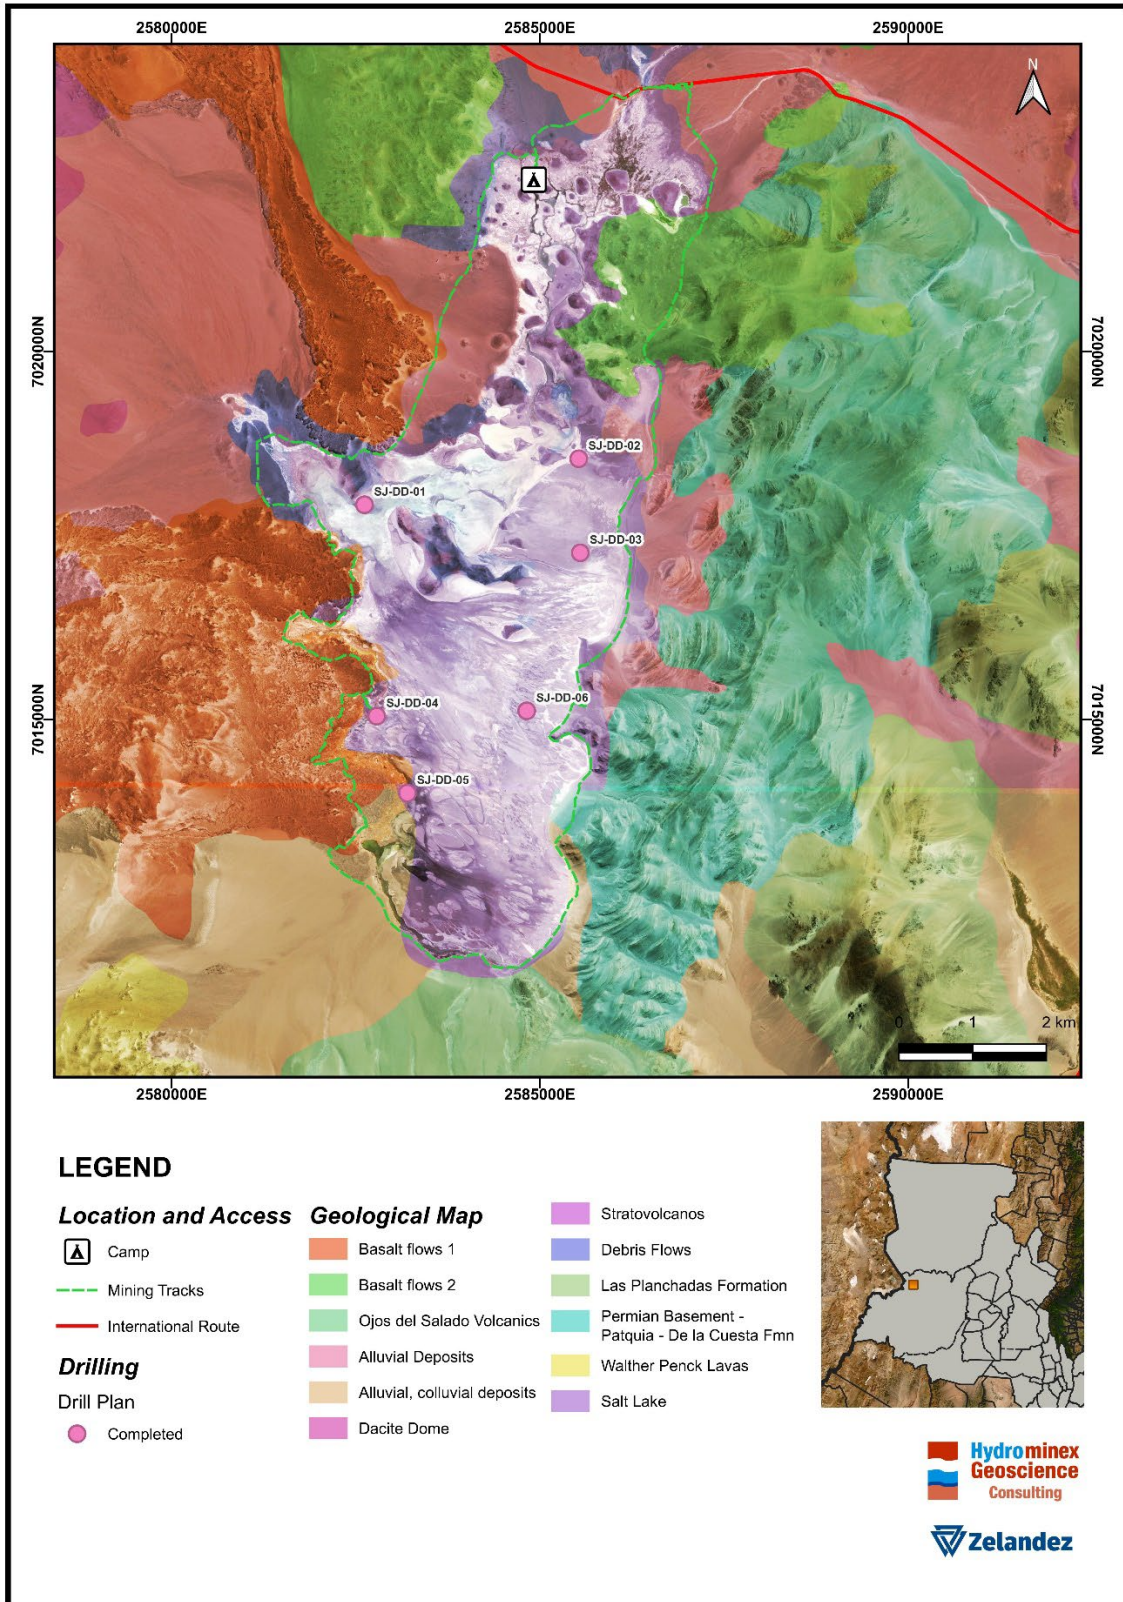 2580000E
2585000E
2590000E
N
7020000N
7020000N
SJ-DD-02
SJ-DD-01
SJ-DD-03
7015000N
7015000N
SJ-DD-04
SJ-DD-06
SJ-DD-05
0 1 2 km
2580000E
2585000E
2590000E
LEGEND
Location and Access
Camp
Mining Tracks
International Route
Drilling
Drill Plan
Completed
Geological Map
Basalt flows 1
Basalt flows 2
Ojos del Salado Volcanics
Alluvial Deposits
Alluvial, colluvial deposits
Dacite Dome
Stratovolcanos
Debris Flows
Las Planchadas Formation
Permian Basement -
Patquia - De la Cuesta Fmn
Walther Penck Lavas
Salt Lake
Hydrominex
Geoscience
Consulting
Zelandez